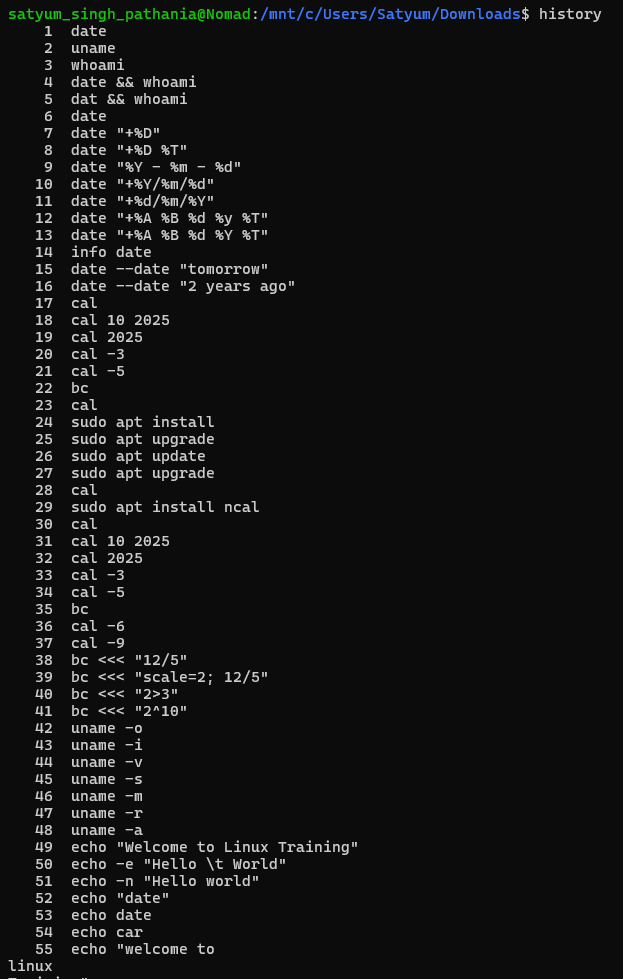 satyum_singh_pathania@Nomad:/mnt/c/Users/Satyum/Downloads$ history
1 date
2 uname
3 whoami
4 date && whoami
5 dat && whoami
6 date
7 date "+%D"
8 date "+%D %T"
9 date "%Y - %m - %d"
10 date "+%Y/%m/%d"
11 date "+%d/%m/%Y"
12 date "+%A %B %d %y %T"
13 date "+%A %B %d %Y %T"
14 info date
15 date --date "tomorrow"
16 date --date "2 years ago"
17 cal
18 cal 10 2025
19 cal 2025
20 cal -3
21 cal -5
22 bc
23 cal
24 sudo apt install
25 sudo apt upgrade
26 sudo apt update
27 sudo apt upgrade
28 cal
29 sudo apt install ncal
30 cal
31 cal 10 2025
32 cal 2025
33 cal -3
34 cal -5
35 bc
36 cal -6
37 cal -9
38 bc <<< "12/5"
39 bc <<< "scale=2; 12/5"
40 bc <<< "2>3"
41 bc <<< "2^10"
42 uname -o
43 uname -i
44 uname -v
45 uname -s
46 uname -m
47 uname -r
48 uname -a
49 echo "Welcome to Linux Training"
50 echo -e "Hello \t World"
51 echo -n "Hello world"
52 echo "date"
53 echo date
54 echo car
55 echo "welcome to
linux